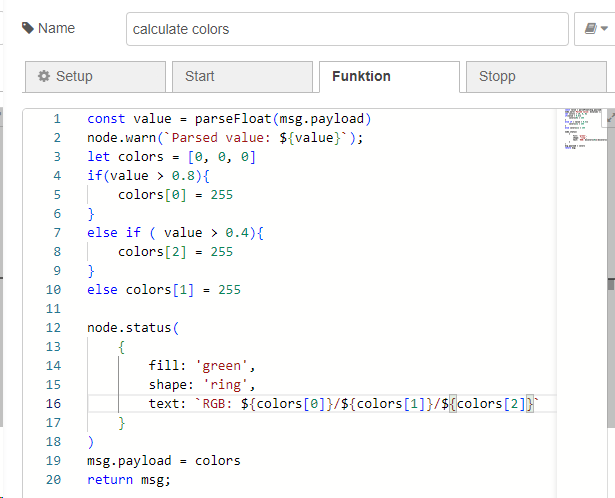 Name
calculate colors
Setup Start Funktion Stopp
1 const value = parseFloat(msg.payload)
2 node.warn(`Parsed value: ${value}`);
3 let colors = [0, 0, 0]
4 if(value > 0.8){
5 colors[0] = 255
6 }
7 else if ( value > 0.4){
8 colors[2] = 255
9 }
10 else colors[1] = 255
11
12 node.status(
13 {
14 fill: 'green',
15 shape: 'ring',
16 text: `RGB: ${colors[0]}/${colors[1]}/${colors[2]}`
17 }
18 )
19 msg.payload = colors
20 return msg;